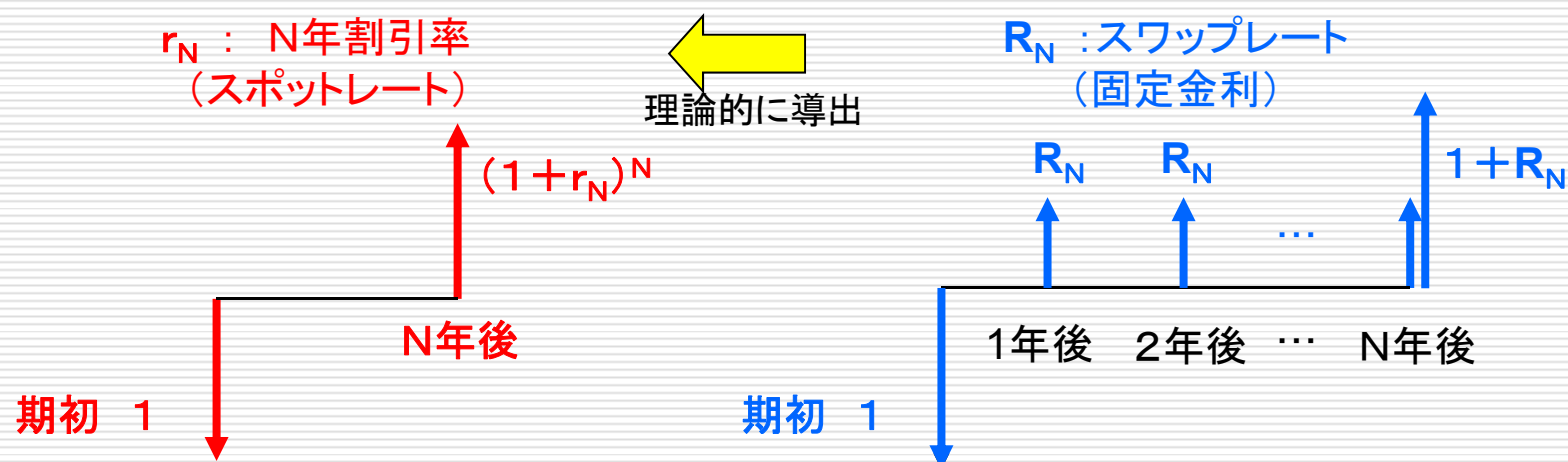 rN : N年割引率
(スポットレート)
理論的に導出
RN :スワップレート
(固定金利)
(1+rN)N
RN RN
…
1+RN
N年後
1年後 2年後 … N年後
期初 1
期初 1